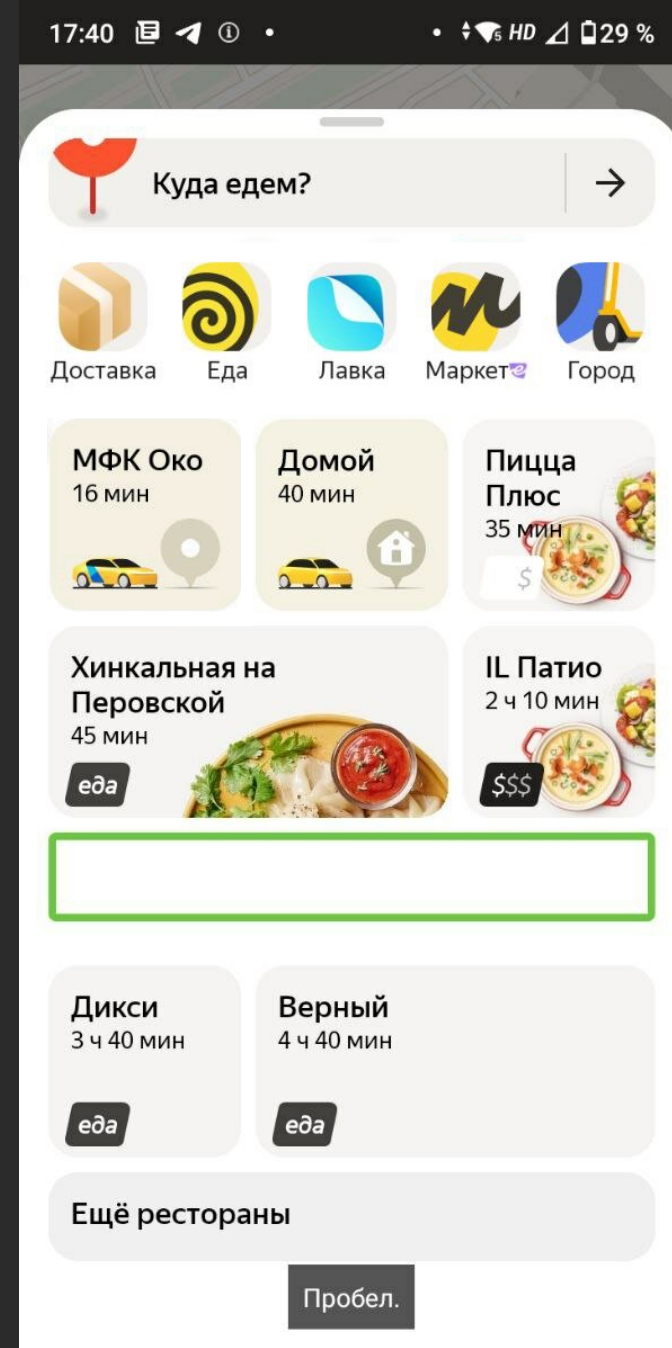 17:40 HD 29 %
Куда едем?
Доставка Еда Лавка Маркет Город
МФК Око
16 мин
Домой
40 мин
Пицца
Плюс
35 мин
$
Хинкальная на
Перовской
45 мин
еда
IL Патио
2 ч 10 мин
$$$
Дикси
3 ч 40 мин
еда
Верный
4 ч 40 мин
еда
Ещё рестораны
Пробел.